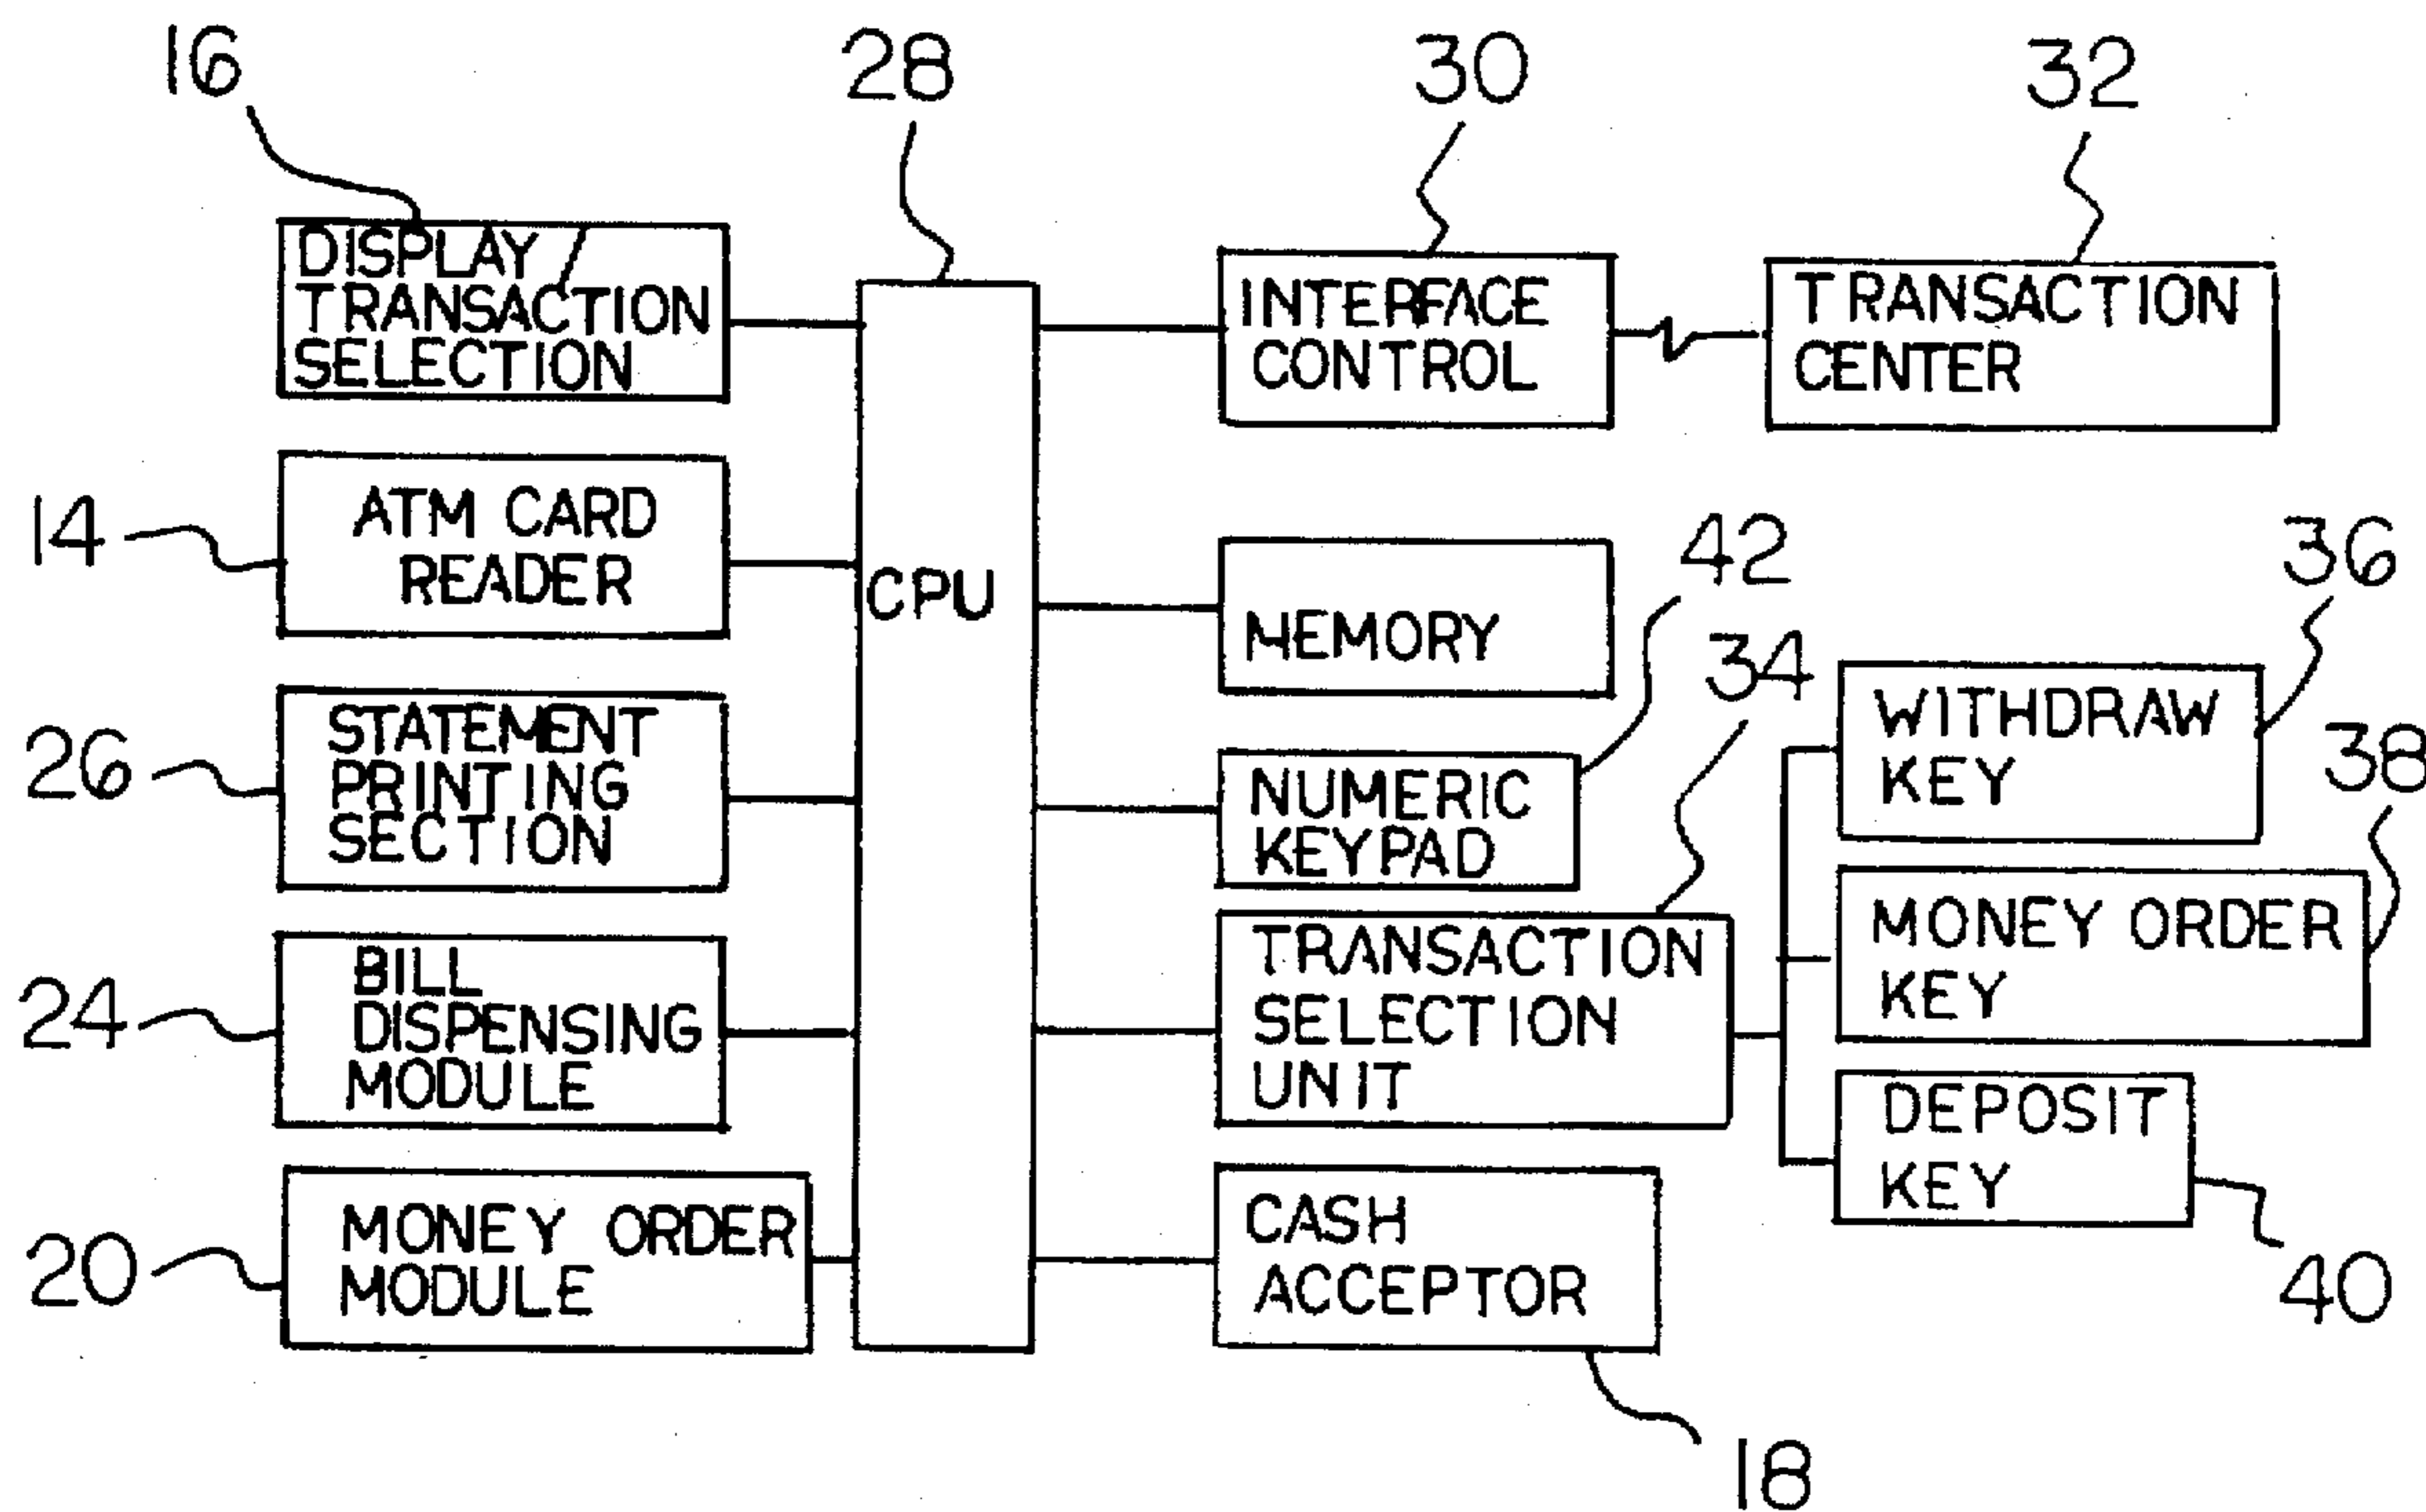 16
28
30
32
DISPLAY /
TRANSACTION
SELECTION
INTERFACE
CONTROL
TRANSACTION
CENTER
14
ATM CARD
READER
CPU
MEMORY
42
34
36
38
26
STATEMENT
PRINTING
SECTION
NUMERIC
KEYPAD
WITHDRAW
KEY
24
BILL
DISPENSING
MODULE
TRANSACTION
SELECTION
UNIT
MONEY ORDER
KEY
DEPOSIT
KEY
20
MONEY ORDER
MODULE
CASH
ACCEPTOR
40
18